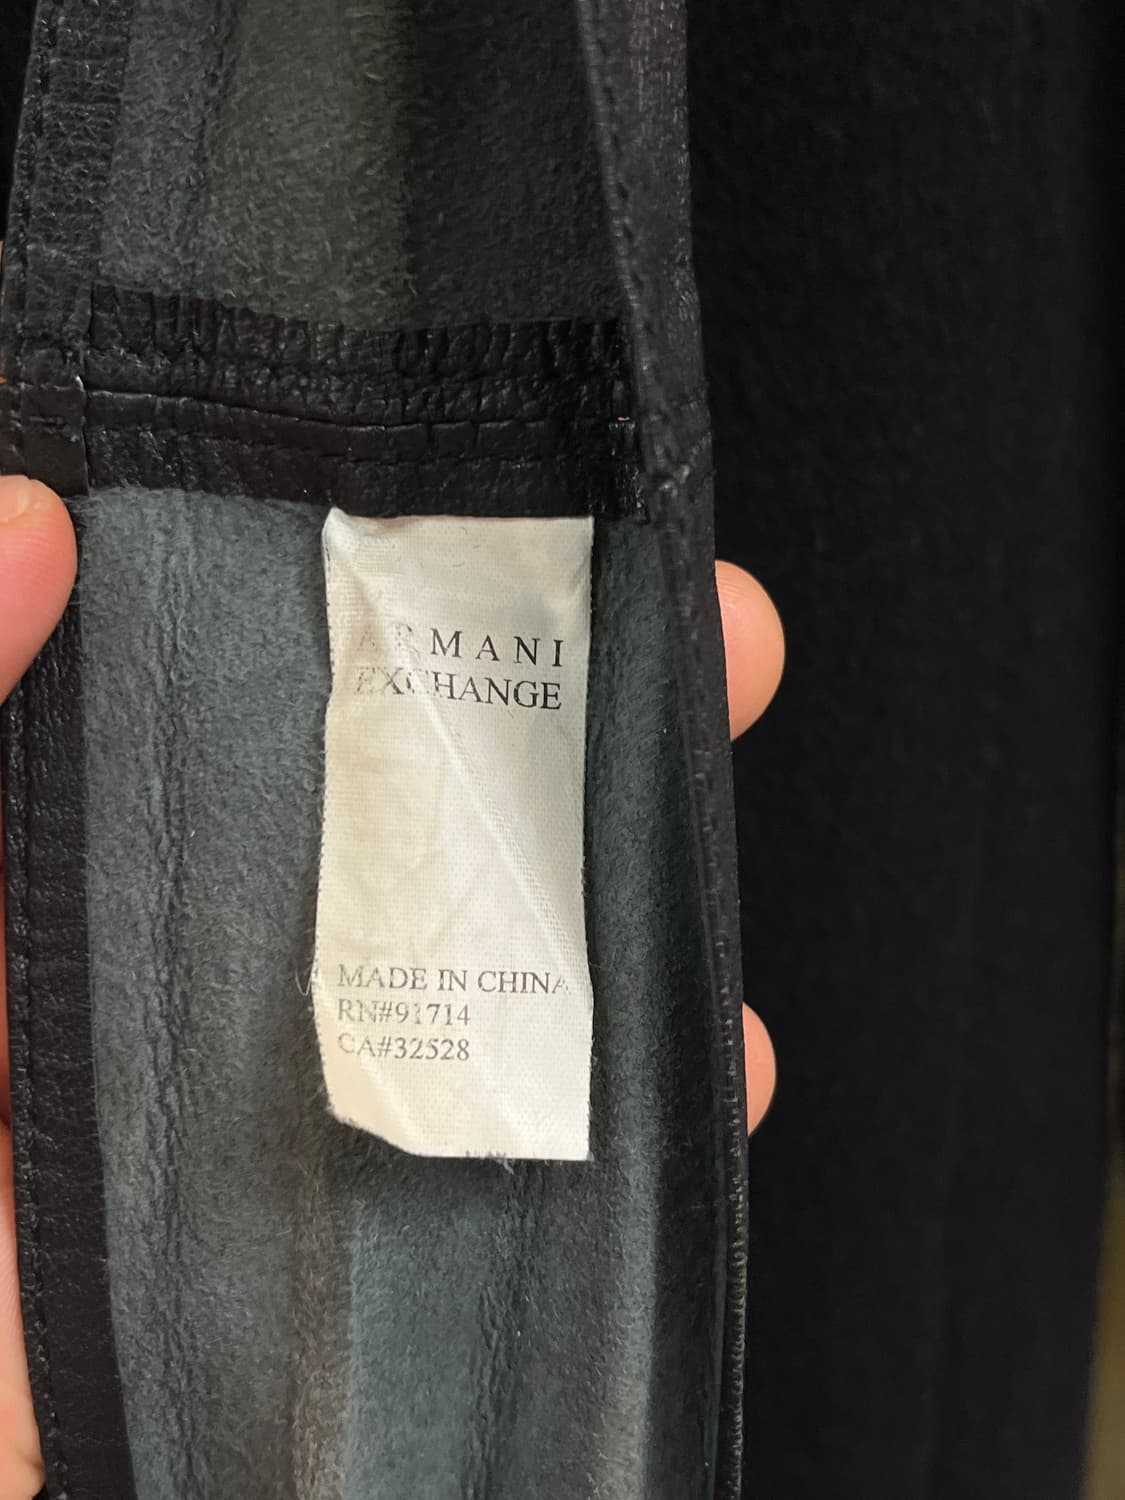 ARMANI
EXCHANGE
MADE IN CHINA
RN#91714
CA#32528